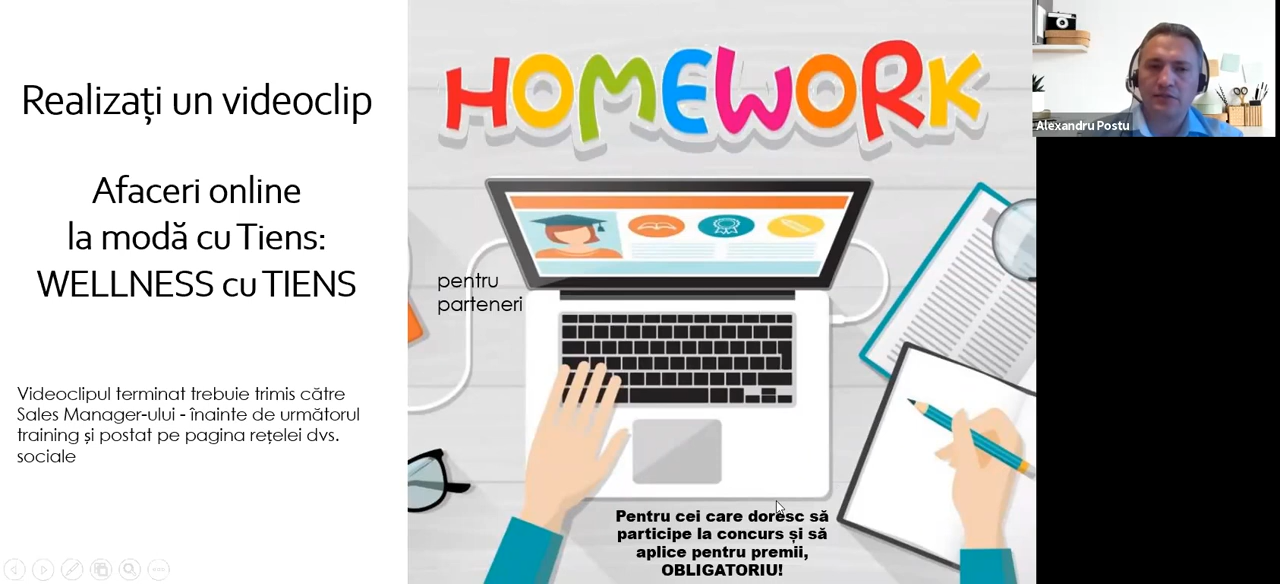 Realizați un videoclip
Afaceri online
la modă cu Tiens:
WELLNESS cu TIENS
Videoclipul terminat trebuie trimis către
Sales Manager-ului - înainte de următorul
training și postat pe pagina rețelei dvs.
sociale
HOMEWORK
pentru
parteneri
Pentru cei care doresc să
participe la concurs și să
aplice pentru premii,
OBLIGATORIU!
Alexandru Postu